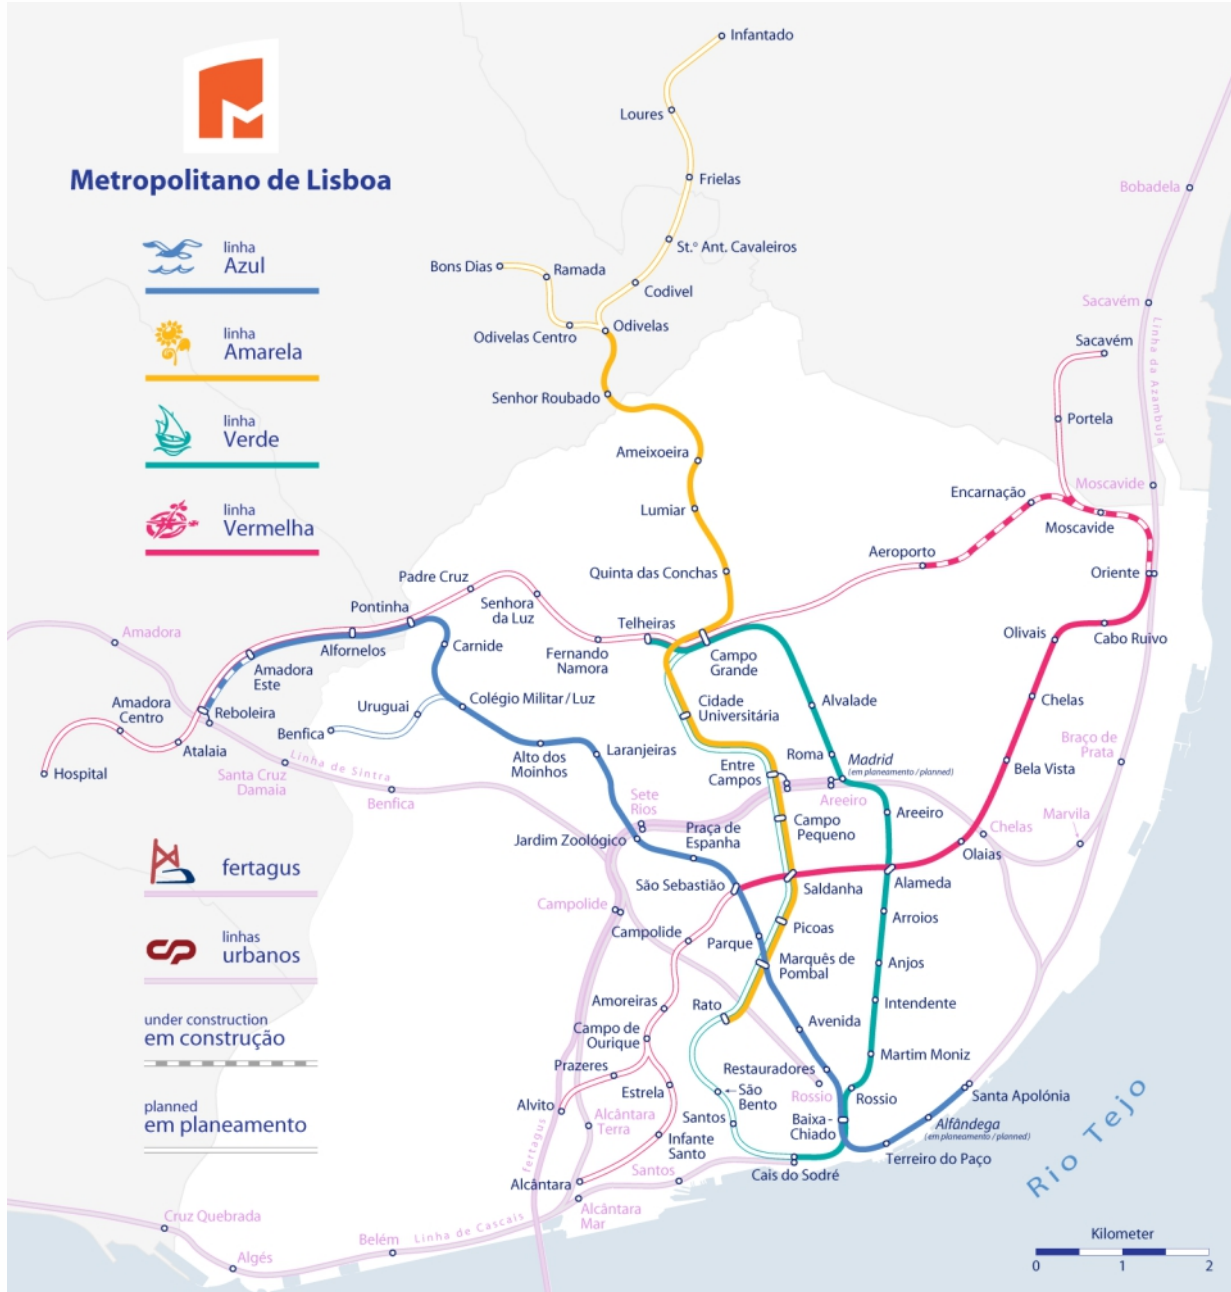 Metropolitano de Lisboa
linha
Azul
linha
Amarela
linha
Verde
linha
Vermelha
fertagus
linhas
urbanos
under construction
em construção
planned
em planeamento
Infantado
Loures
Frielas
St.º Ant. Cavaleiros
Codivel
Bons Dias
Ramada
Odivelas Centro
Odivelas
Senhor Roubado
Ameixoeira
Lumiar
Quinta das Conchas
Bobadela
Sacavém
Linha da Azambuja
Sacavém
Portela
Moscavide
Encarnação
Moscavide
Aeroporto
Oriente
Cabo Ruivo
Olivais
Chelas
Bela Vista
Braço de
Prata
Marvila
Chelas
Olaias
Padre Cruz
Senhora
da Luz
Pontinha
Alfornelos
Carnide
Fernando
Namora
Telheiras
Campo
Grande
Amadora
Amadora
Este
Amadora
Centro
Reboleira
Atalaia
Hospital
Uruguai
Benfica
Colégio Militar/Luz
Alto dos
Moinhos
Laranjeiras
Linha de Sintra
Santa Cruz
Damaia
Benfica
Cidade
Universitária
Alvalade
Roma
Madrid
(em planeamento / planned)
Entre
Campos
Areeiro
Areeiro
Campo
Pequeno
Sete
Rios
Jardim Zoológico
Praça de
Espanha
São Sebastião
Saldanha
Alameda
Arroios
Campolide
Campolide
Parque
Picoas
Marquês de
Pombal
Anjos
Intendente
Rato
Avenida
Martim Moniz
Amoreiras
Campo de
Ourique
Prazeres
Estrela
Alvito
Restauradores
Rossio
Rossio
São
Bento
Santos
Baixa-
Chiado
Santa Apolónia
Alfândega
(em planeamento / planned)
Terreiro do Paço
Cais do Sodré
Alcântara
Terra
Infante
Santo
Santos
fertagus
Alcântara
Alcântara
Mar
Linha de Cascais
Cruz Quebrada
Algés
Belém
Rio Tejo
Kilometer
0 1 2